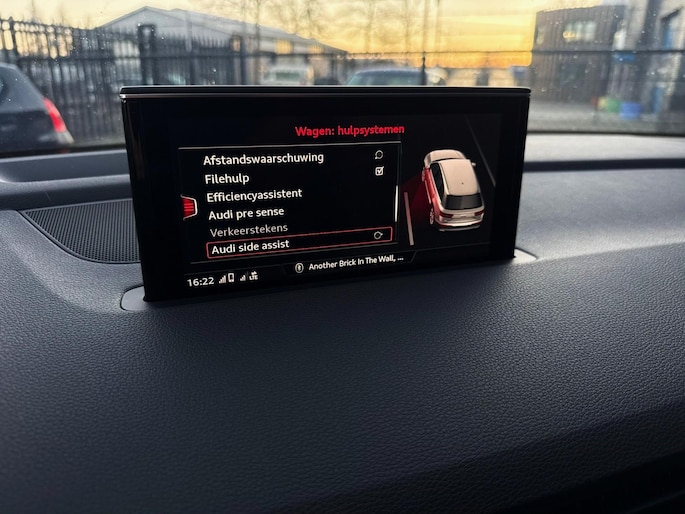 Wagen: hulpsystemen
Afstandswaarschuwing
Filehulp
Efficiencyassistent
Audi pre sense
Verkeerstekens
Audi side assist
16:22 LTE Another Brick In The Wall, ...